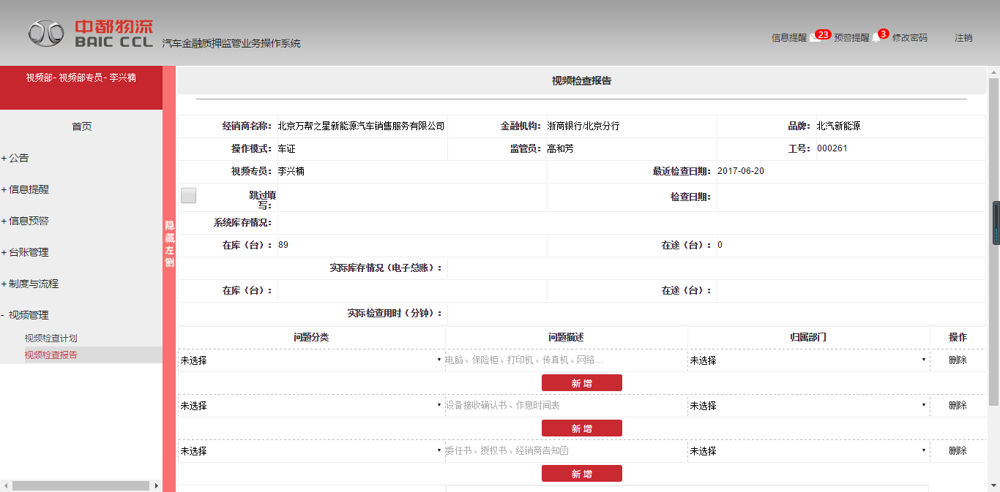 中都物流
BAIC CCL
汽车金融质押监管业务操作系统
信息提醒 23 预警提醒 3 修改密码 注销
视频部- 视频部专员- 李兴楠
首页
+ 公告
+ 信息提醒
+ 信息预警
+ 台账管理
+ 制度与流程
- 视频管理
视频检查计划
视频检查报告
隐藏左侧
视频检查报告
经销商名称： 北京万帮之星新能源汽车销售服务有限公司 金融机构： 浙商银行/北京分行 品牌： 北汽新能源
操作模式： 车证 监管员： 高和芳 工号： 000261
视频专员： 李兴楠 最近检查日期： 2017-06-20
跳过填写： 检查日期：
系统库存情况：
在库（台）： 89 在途（台）： 0
实际库存情况（电子总账）：
在库（台）： 在途（台）：
实际检查用时（分钟）：
问题分类 问题描述 归属部门 操作
未选择 电脑、保险柜、打印机、传真机、网络... 未选择 删除
新 增
未选择 设备接收确认书、作息时间表 未选择 删除
新 增
未选择 委任书、授权书、经销商告知函 未选择 删除
新 增